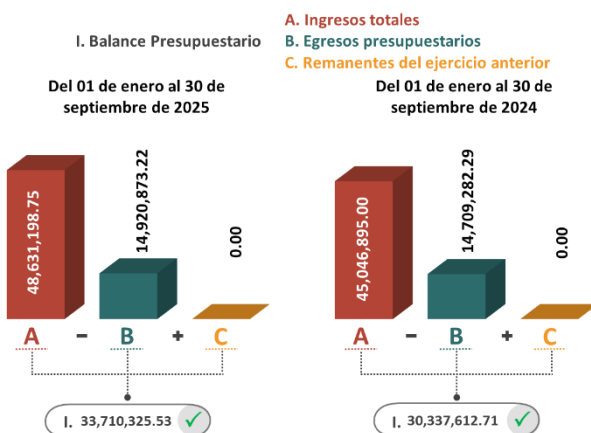 A. Ingresos totales
I. Balance Presupuestario
B. Egresos presupuestarios
C. Remanentes del ejercicio anterior
Del 01 de enero al 30 de
septiembre de 2025
48,631,198.75
14,920,873.22
0.00
A − B + C
I. 33,710,325.53
Del 01 de enero al 30 de
septiembre de 2024
45,046,895.00
14,709,282.29
0.00
A − B + C
I. 30,337,612.71